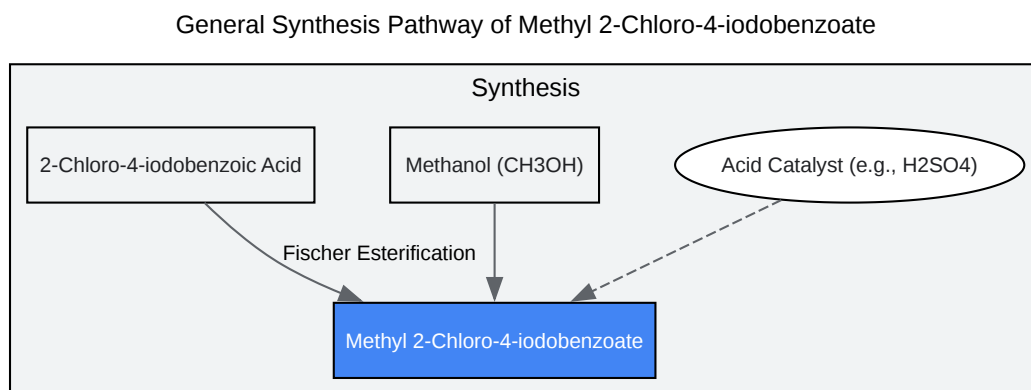 General Synthesis Pathway of Methyl 2-Chloro-4-iodobenzoate
Synthesis
2-Chloro-4-iodobenzoic Acid
Methanol (CH3OH)
Acid Catalyst (e.g., H2SO4)
Fischer Esterification
Methyl 2-Chloro-4-iodobenzoate